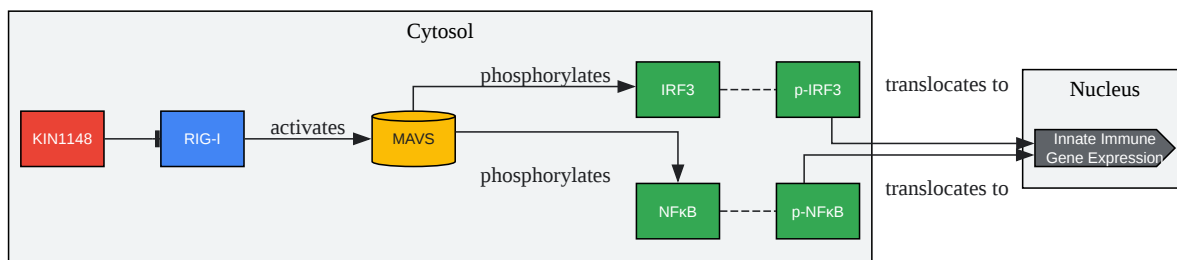 Cytosol
phosphorylates
IRF3
p-IRF3
translocates to
Nucleus
KIN1148
RIG-I
activates
MAVS
Innate Immune
Gene Expression
phosphorylates
NFκB
p-NFκB
translocates to